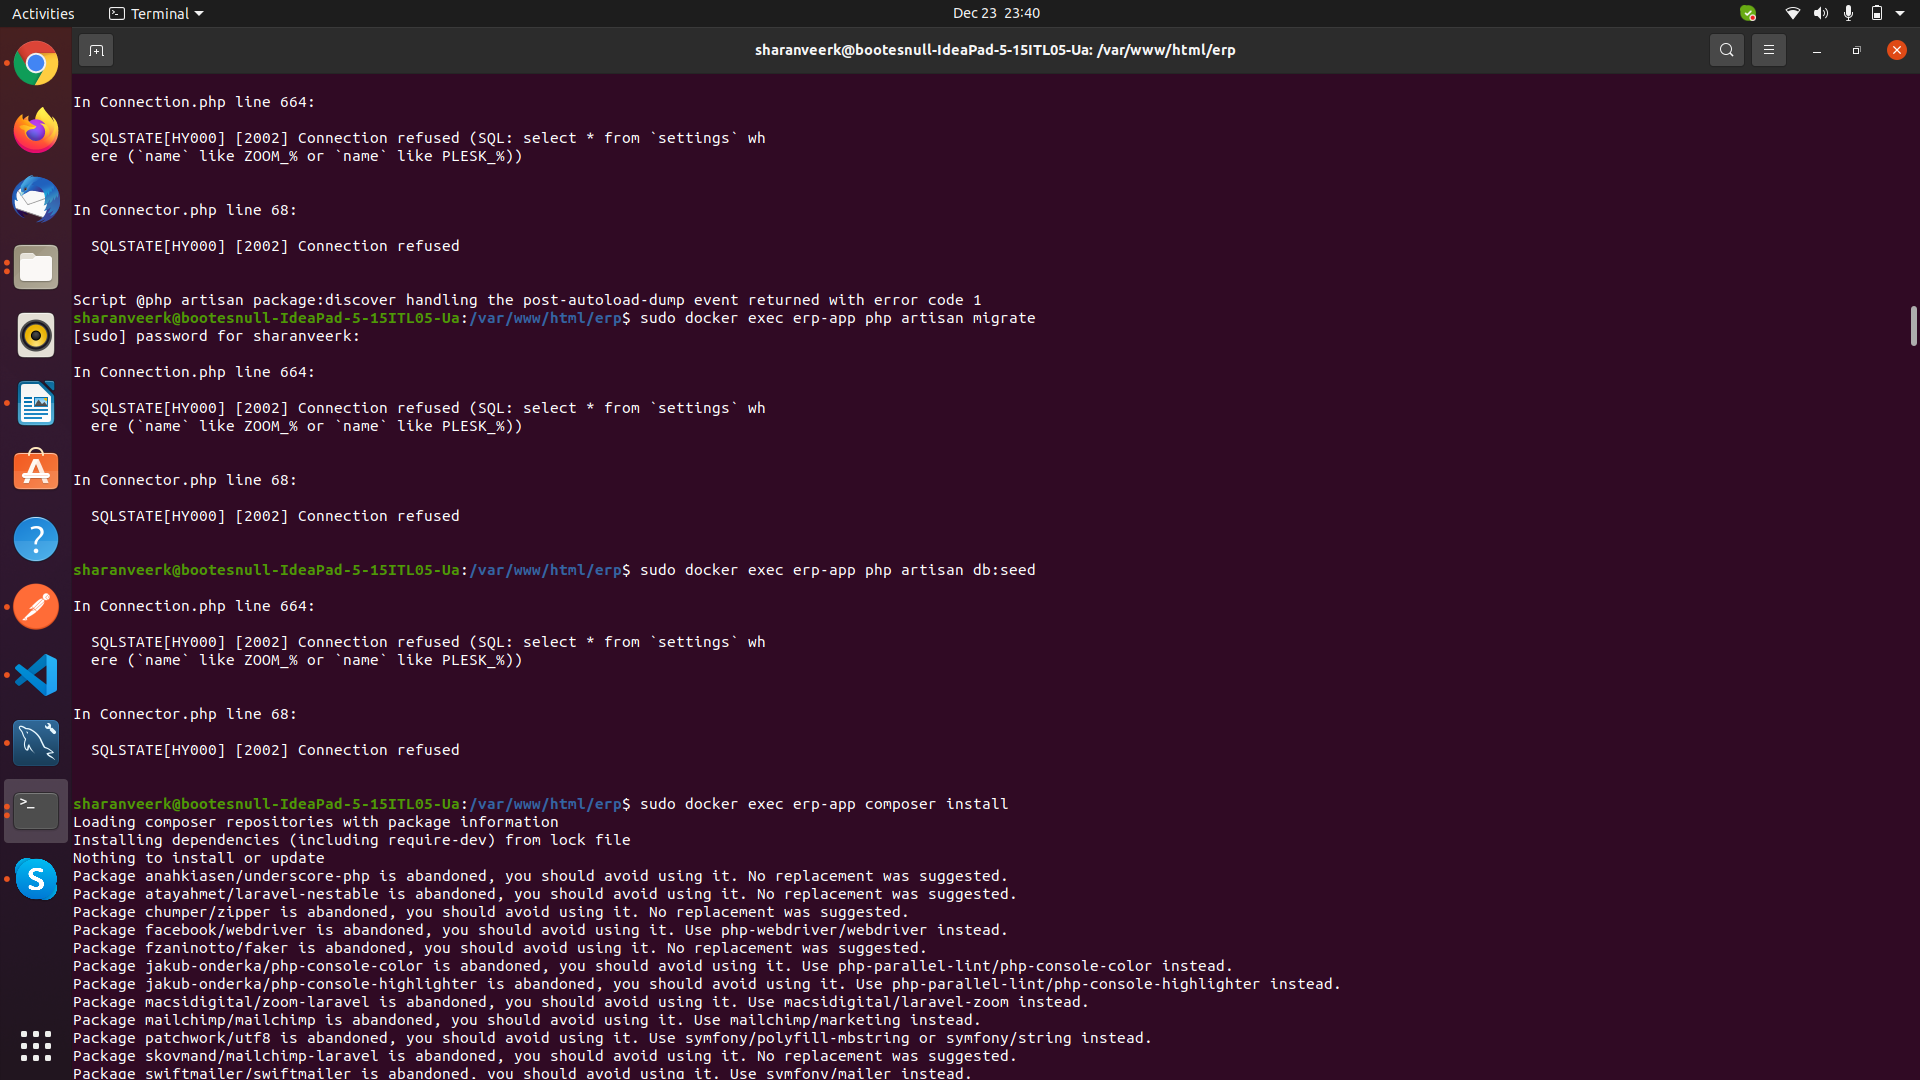 Activities
Terminal
Dec 23 23:40
sharanveerk@bootesnull-IdeaPad-5-15ITL05-Ua: /var/www/html/erp
In Connection.php line 664:
SQLSTATE[HY000] [2002] Connection refused (SQL: select * from `settings` wh
ere (`name` like ZOOM_% or `name` like PLESK_%))
In Connector.php line 68:
SQLSTATE[HY000] [2002] Connection refused
Script @php artisan package:discover handling the post-autoload-dump event returned with error code 1
sharanveerk@bootesnull-IdeaPad-5-15ITL05-Ua:/var/www/html/erp$ sudo docker exec erp-app php artisan migrate
[sudo] password for sharanveerk:
In Connection.php line 664:
SQLSTATE[HY000] [2002] Connection refused (SQL: select * from `settings` wh
ere (`name` like ZOOM_% or `name` like PLESK_%))
In Connector.php line 68:
SQLSTATE[HY000] [2002] Connection refused
sharanveerk@bootesnull-IdeaPad-5-15ITL05-Ua:/var/www/html/erp$ sudo docker exec erp-app php artisan db:seed
In Connection.php line 664:
SQLSTATE[HY000] [2002] Connection refused (SQL: select * from `settings` wh
ere (`name` like ZOOM_% or `name` like PLESK_%))
In Connector.php line 68:
SQLSTATE[HY000] [2002] Connection refused
sharanveerk@bootesnull-IdeaPad-5-15ITL05-Ua:/var/www/html/erp$ sudo docker exec erp-app composer install
Loading composer repositories with package information
Installing dependencies (including require-dev) from lock file
Nothing to install or update
Package anahkiasen/underscore-php is abandoned, you should avoid using it. No replacement was suggested.
Package atayahmet/laravel-nestable is abandoned, you should avoid using it. No replacement was suggested.
Package chumper/zipper is abandoned, you should avoid using it. No replacement was suggested.
Package facebook/webdriver is abandoned, you should avoid using it. Use php-webdriver/webdriver instead.
Package fzaninotto/faker is abandoned, you should avoid using it. No replacement was suggested.
Package jakub-onderka/php-console-color is abandoned, you should avoid using it. Use php-parallel-lint/php-console-color instead.
Package jakub-onderka/php-console-highlighter is abandoned, you should avoid using it. Use php-parallel-lint/php-console-highlighter instead.
Package macsidigital/zoom-laravel is abandoned, you should avoid using it. Use macsidigital/laravel-zoom instead.
Package mailchimp/mailchimp is abandoned, you should avoid using it. Use mailchimp/marketing instead.
Package patchwork/utf8 is abandoned, you should avoid using it. Use symfony/polyfill-mbstring or symfony/string instead.
Package skovmand/mailchimp-laravel is abandoned, you should avoid using it. No replacement was suggested.
Package swiftmailer/swiftmailer is abandoned, you should avoid using it. Use symfony/mailer instead.